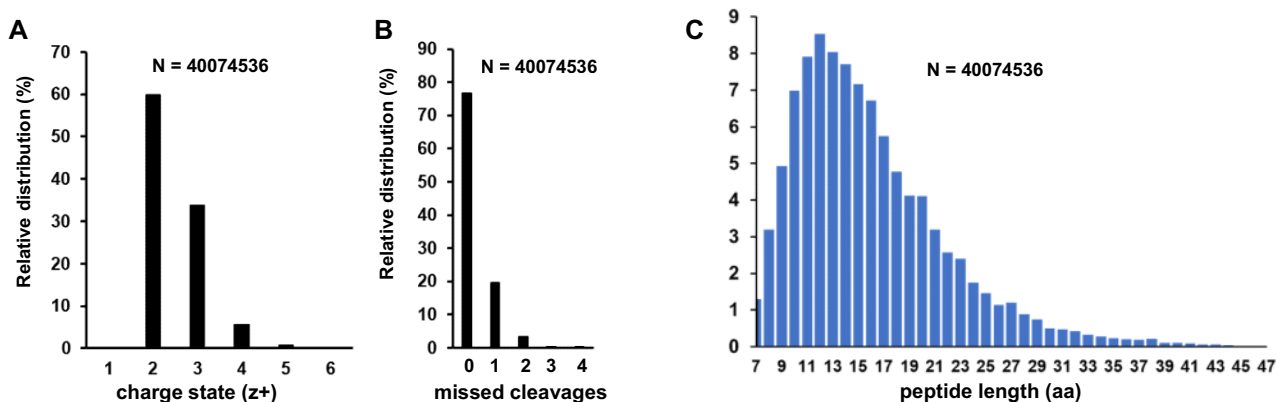 A
Relative distribution (%)
70
60
50
40
30
20
10
0
N = 40074536
1 2 3 4 5 6
charge state (z+)
B
Relative distribution (%)
90
80
70
60
50
40
30
20
10
0
N = 40074536
0 1 2 3 4
missed cleavages
C
9
8
7
6
5
4
3
2
1
0
N = 40074536
7 9 11 13 15 17 19 21 23 25 27 29 31 33 35 37 39 41 43 45 47
peptide length (aa)